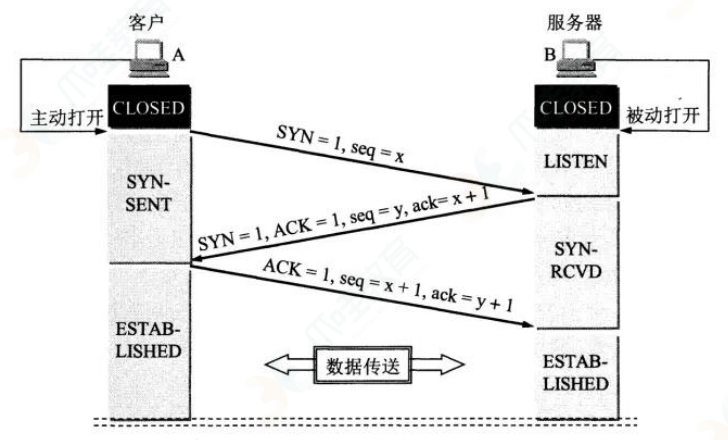 客户
服务器
A
B
CLOSED
CLOSED
主动打开
被动打开
SYN = 1, seq = x
LISTEN
SYN-
SENT
SYN = 1, ACK = 1, seq = y, ack= x + 1
SYN-
RCVD
ACK = 1, seq = x + 1, ack = y + 1
ESTAB-
LISHED
数据传送
ESTAB-
LISHED